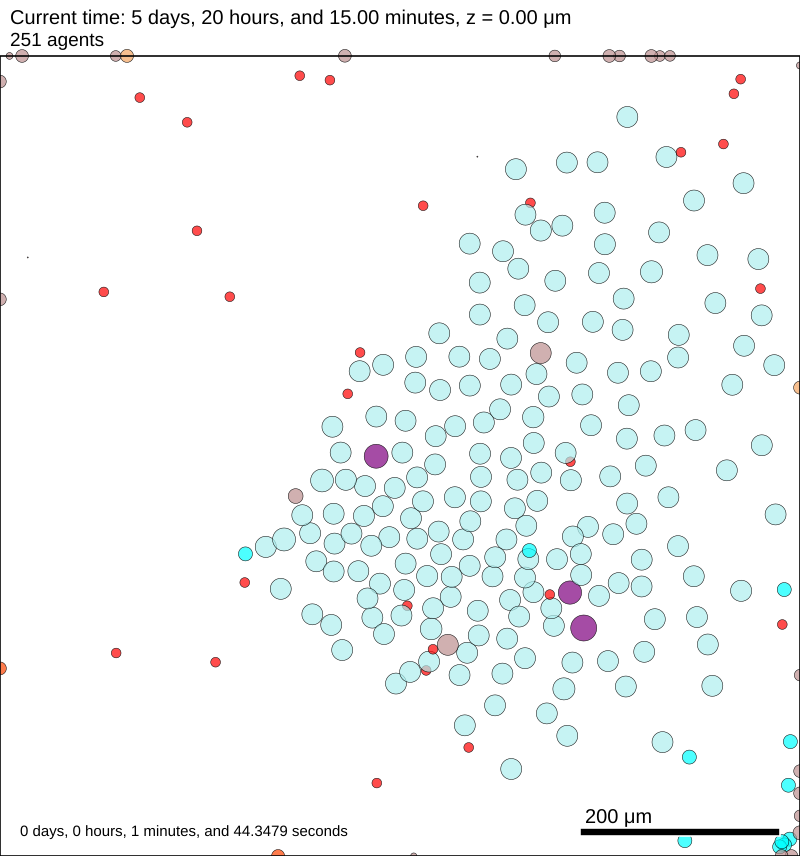 Current time: 5 days, 20 hours, and 15.00 minutes, z = 0.00 μm
251 agents
200 μm
0 days, 0 hours, 1 minutes, and 44.3479 seconds